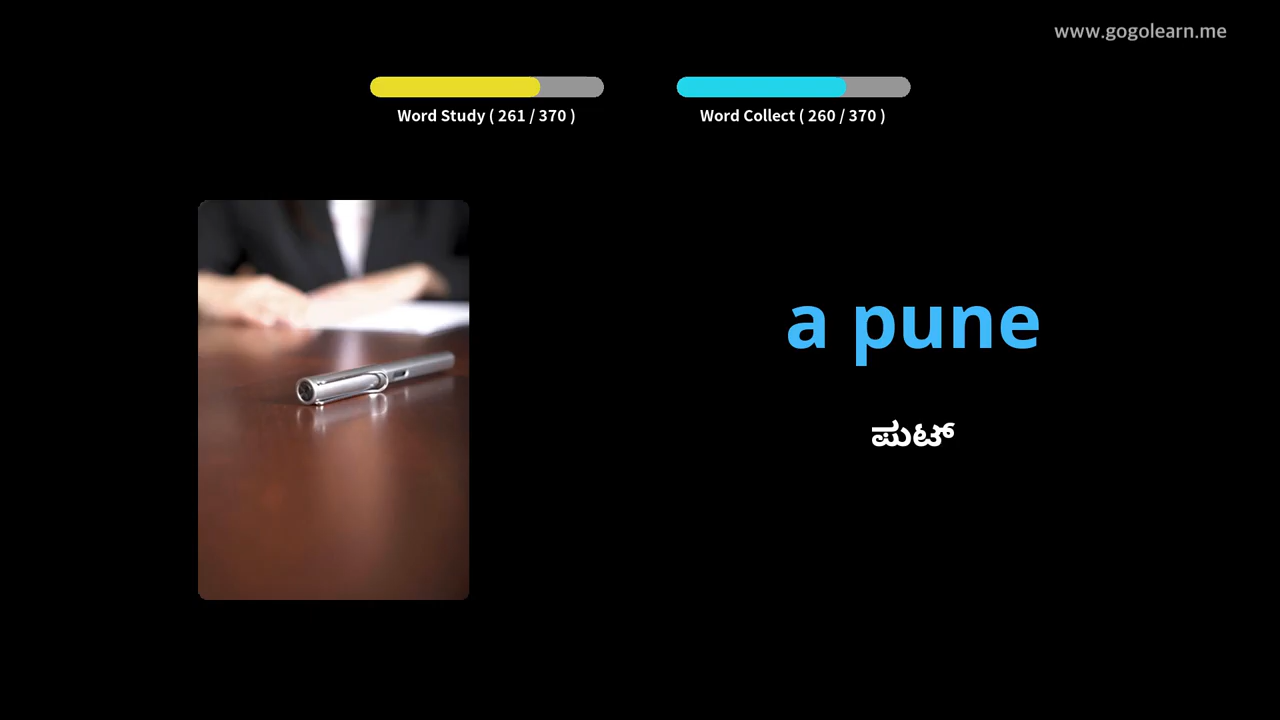 www.gogolearn.me
Word Study ( 261 / 370 )
Word Collect ( 260 / 370 )
a pune
ಪುಟ್